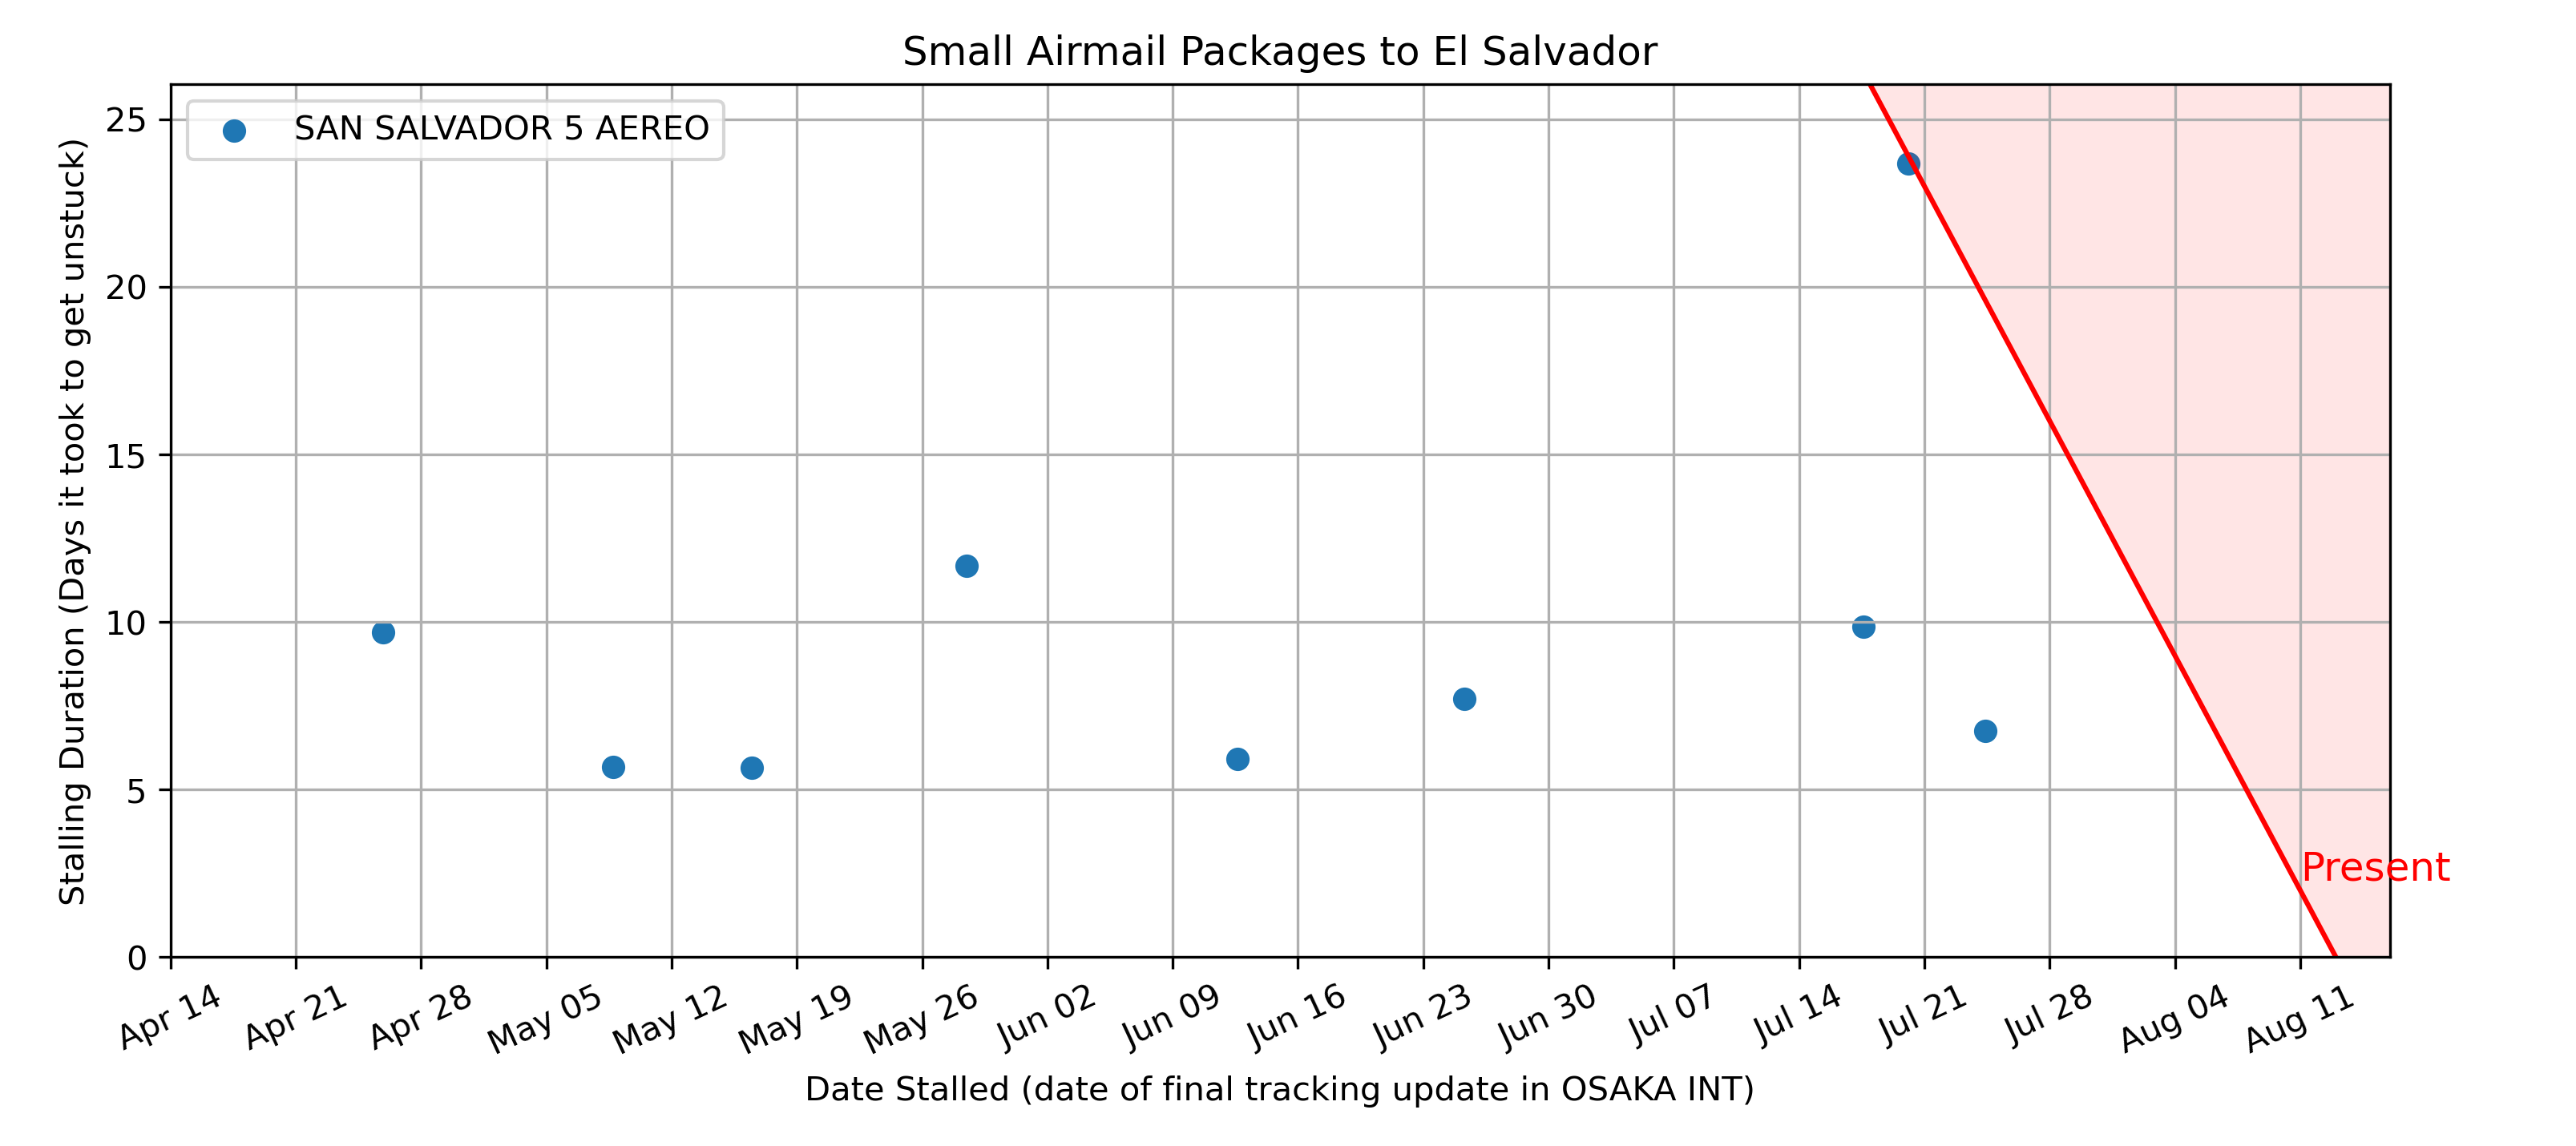 Small Airmail Packages to El Salvador
SAN SALVADOR 5 AEREO
Stalling Duration (Days it took to get unstuck)
25
20
15
10
5
0
Present
Apr 14
Apr 21
Apr 28
May 05
May 12
May 19
May 26
Jun 02
Jun 09
Jun 16
Jun 23
Jun 30
Jul 07
Jul 14
Jul 21
Jul 28
Aug 04
Aug 11
Date Stalled (date of final tracking update in OSAKA INT)